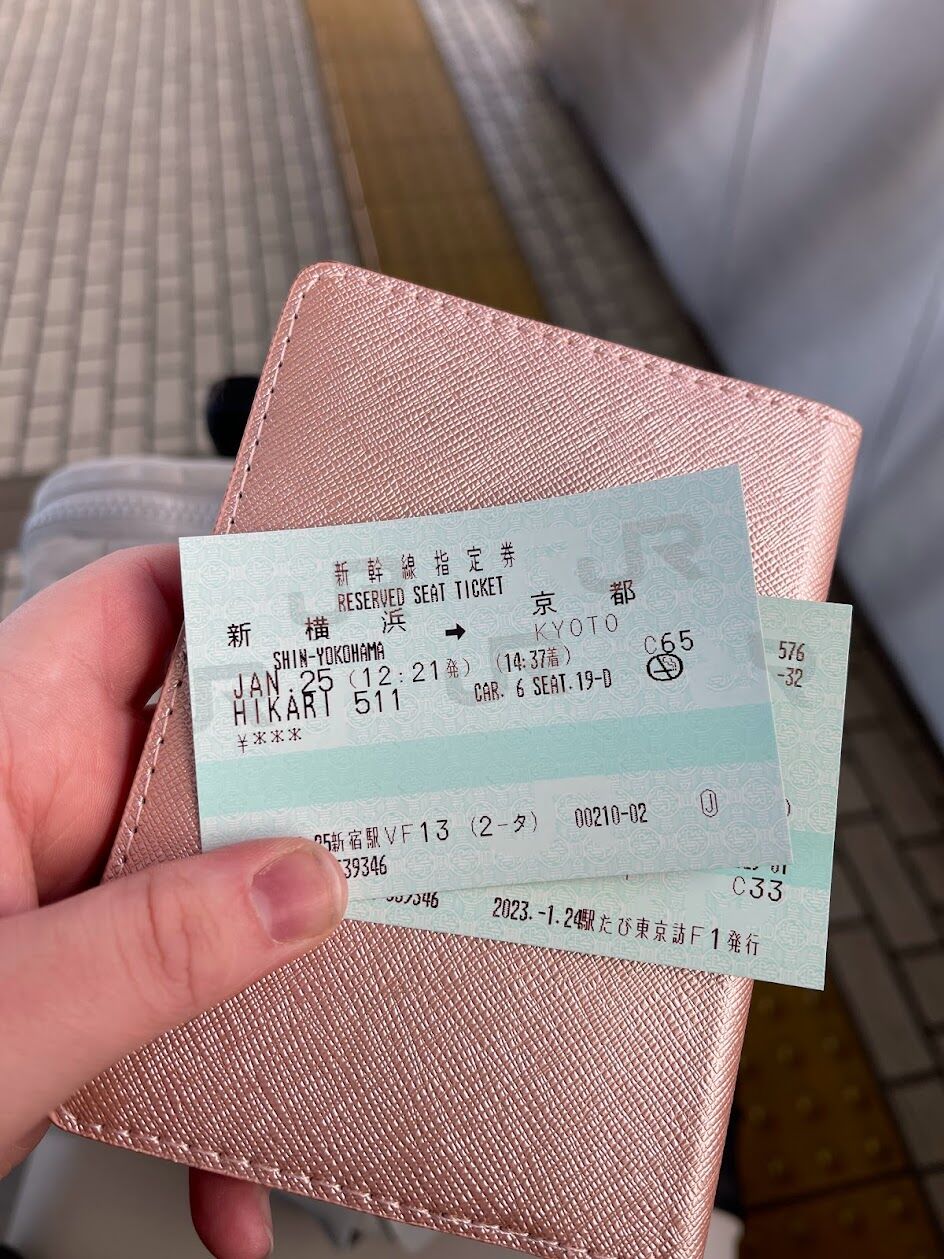 新幹線指定券
RESERVED SEAT TICKET
新横浜 → 京都
SHIN-YOKOHAMA KYOTO
JAN.25 (12:21発) (14:37着) C65
HIKARI 511 CAR. 6 SEAT.19-D
¥***
新宿駅VF13 (2-タ) 00210-02 Ⓙ
39346
JR
576
-32
C33
39346 2023.-1.24駅たび東京訪F1発行